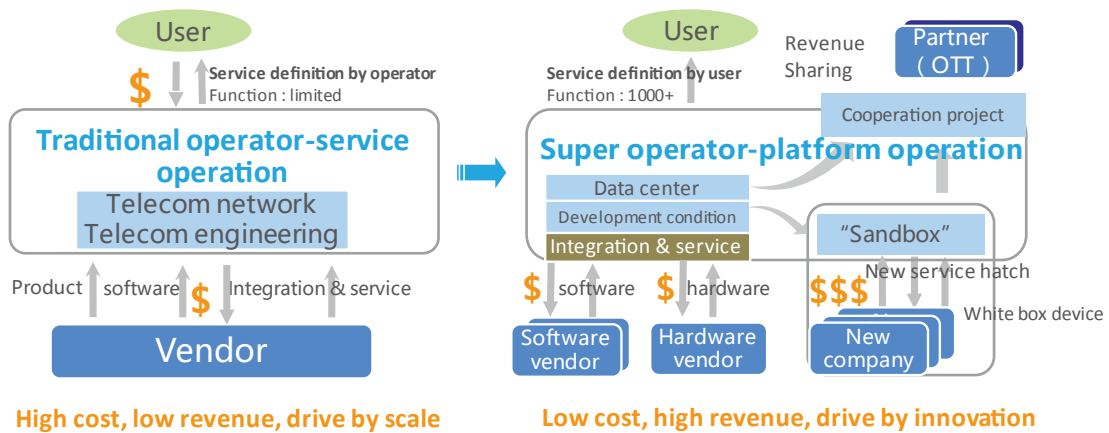 User
$
Service definition by operator
Function : limited
Traditional operator-service
operation
Telecom network
Telecom engineering
Product
software
$
Integration & service
Vendor
High cost, low revenue, drive by scale
User
Revenue
Sharing
Partner
( OTT )
Service definition by user
Function : 1000+
Cooperation project
Super operator-platform operation
Data center
Development condition
Integration & service
“Sandbox”
$
software
$
hardware
$$$
New service hatch
White box device
Software
vendor
Hardware
vendor
New
company
Low cost, high revenue, drive by innovation